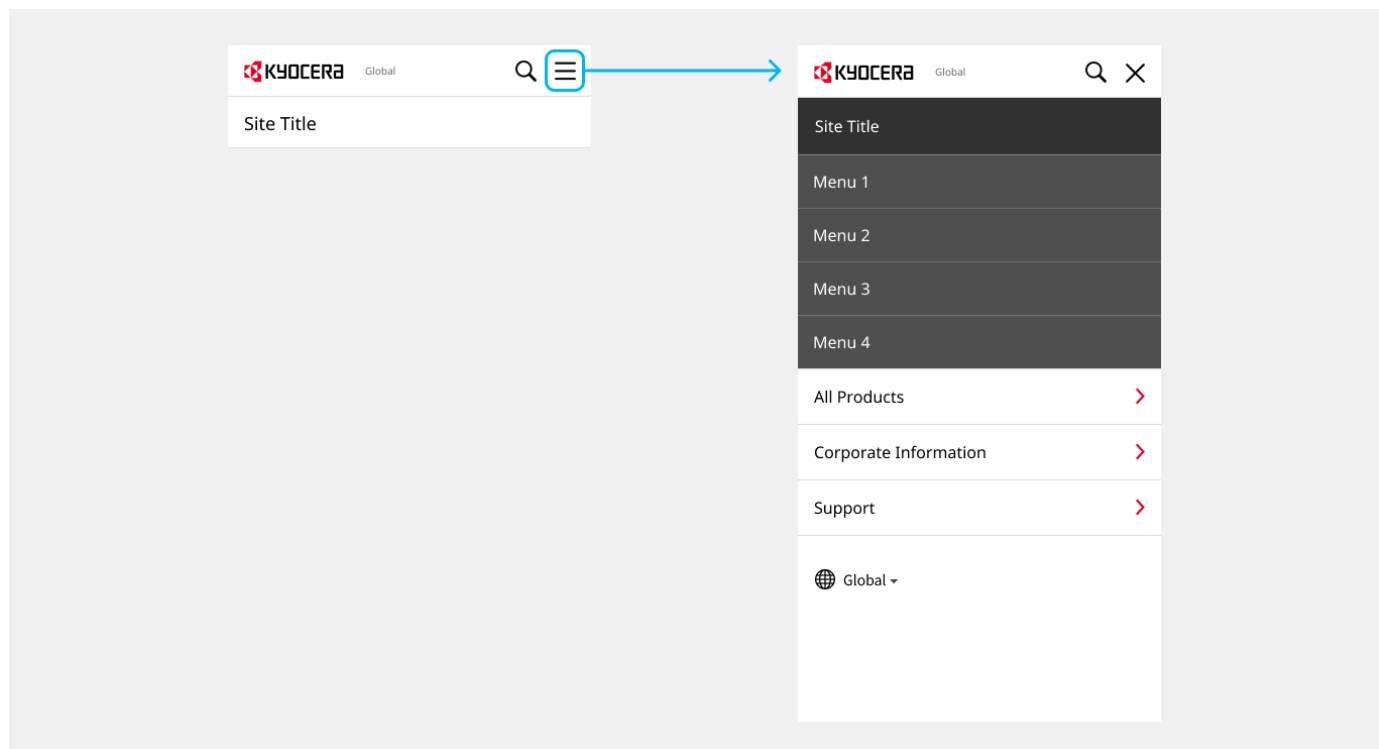 KYOCERA Global
Site Title
KYOCERA Global
Site Title
Menu 1
Menu 2
Menu 3
Menu 4
All Products
Corporate Information
Support
Global